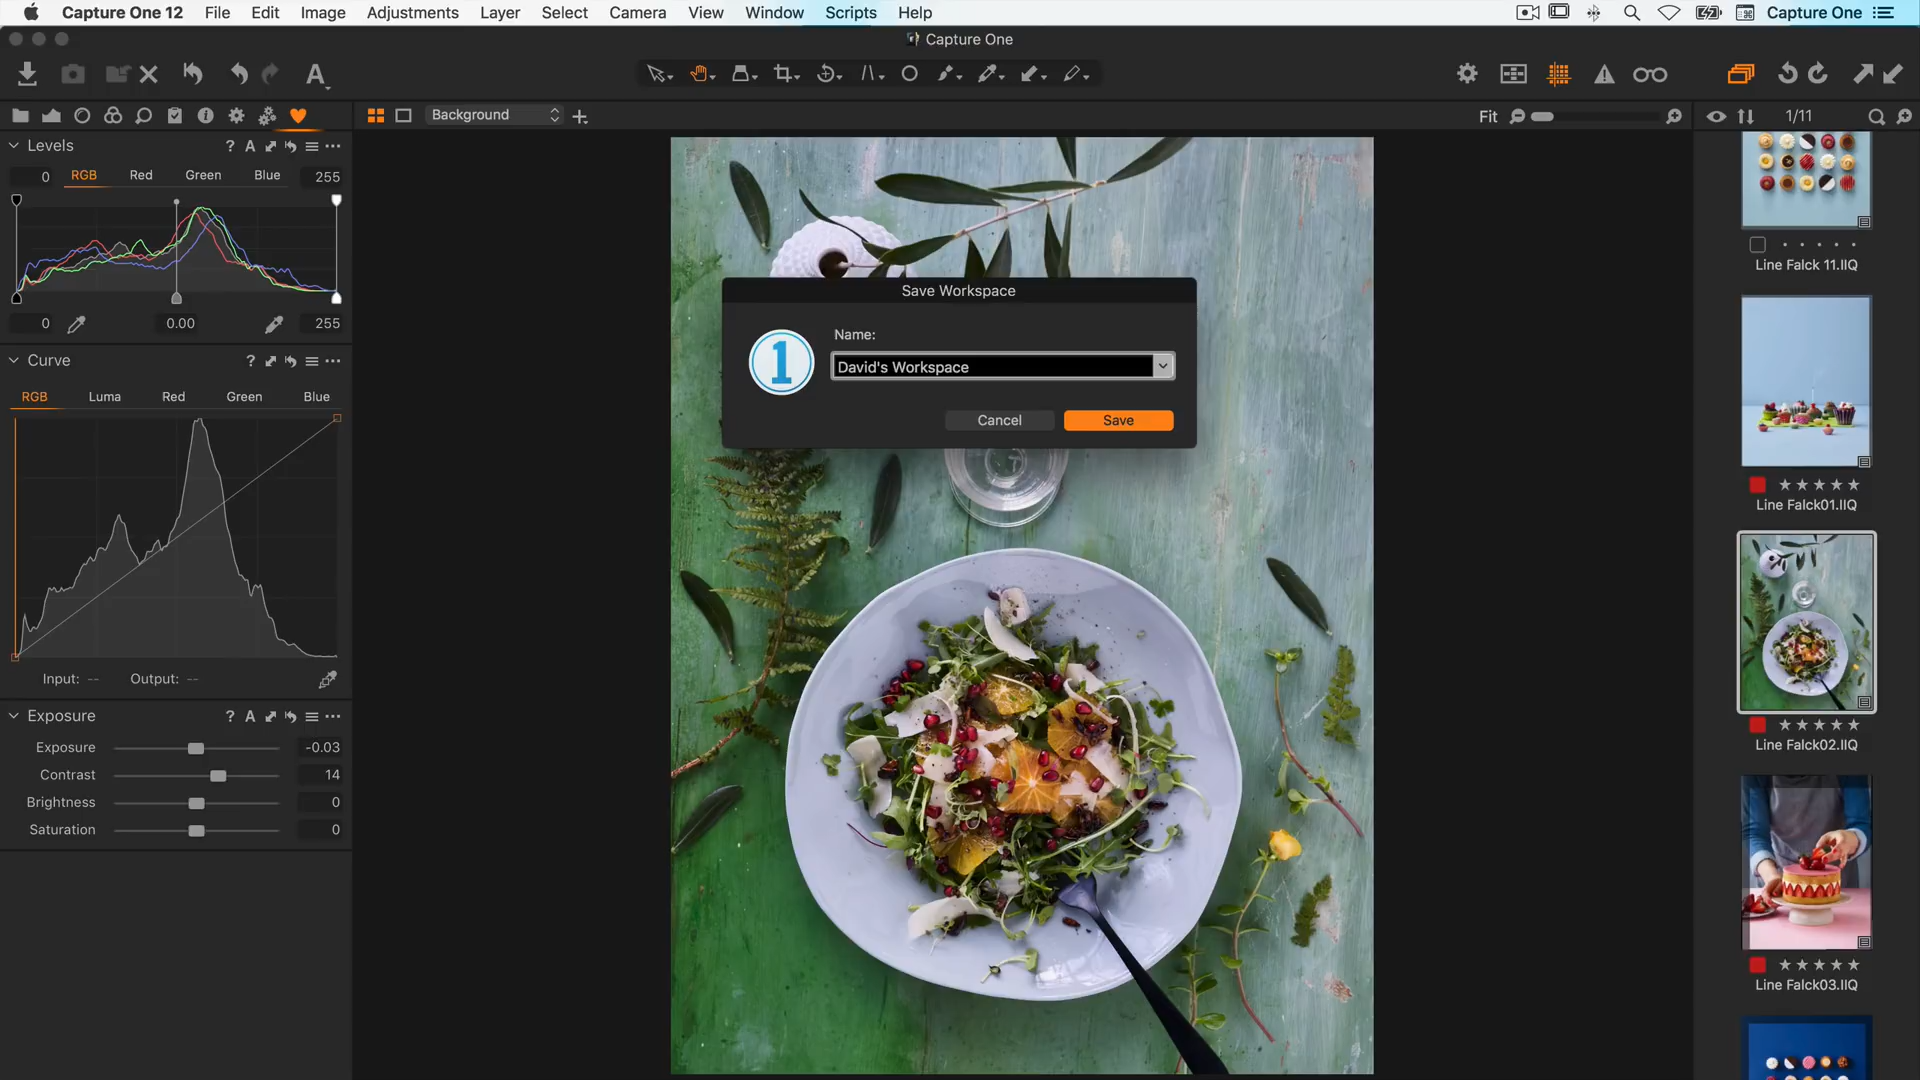 Capture One 12 File Edit Image Adjustments Layer Select Camera View Window Scripts Help Capture One
Capture One
A
Background Fit 1/11
Levels ? A
0 RGB Red Green Blue 255
0 0.00 255
Curve ?
RGB Luma Red Green Blue
Input: -- Output: --
Exposure ? A
Exposure -0.03
Contrast 14
Brightness 0
Saturation 0
Save Workspace
1
Name:
David's Workspace
Cancel Save
Line Falck 11.IIQ
Line Falck01.IIQ
Line Falck02.IIQ
Line Falck03.IIQ